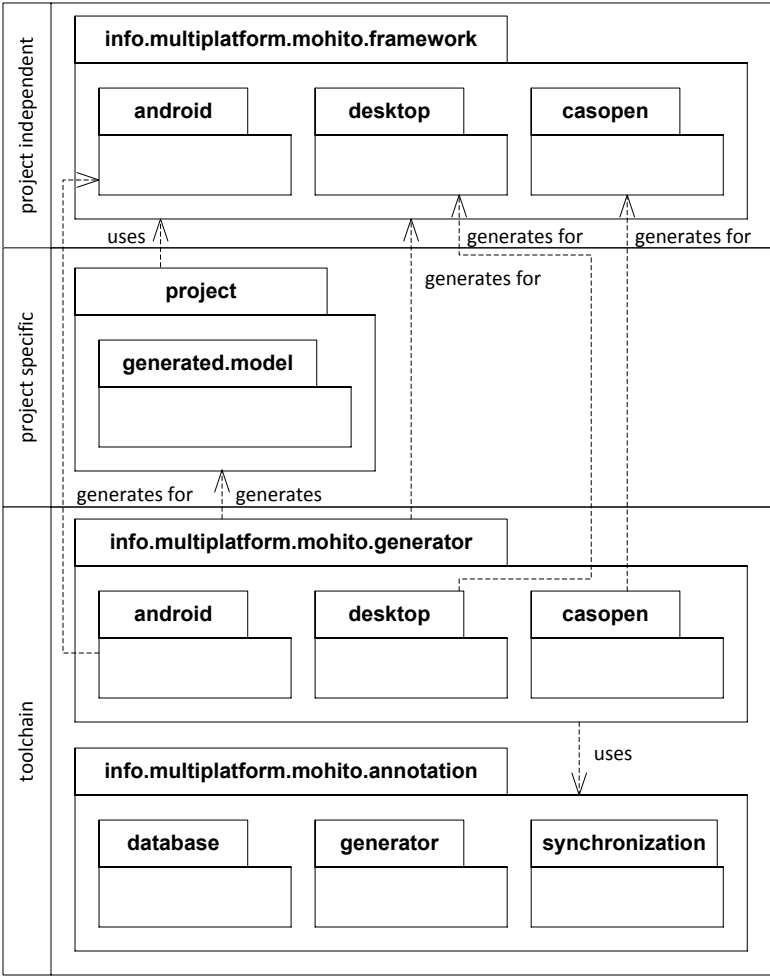 project independent
info.multiplatform.mohito.framework
android
desktop
casopen
uses
generates for
generates for
generates for
project specific
project
generated.model
generates for
generates
toolchain
info.multiplatform.mohito.generator
android
desktop
casopen
uses
info.multiplatform.mohito.annotation
database
generator
synchronization